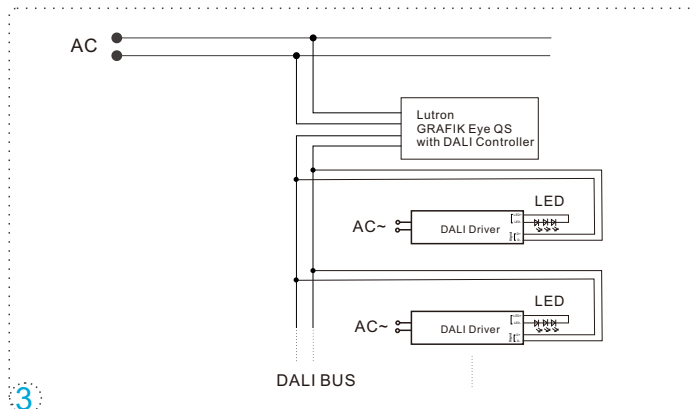 AC
Lutron
GRAFIK Eye QS
with DALI Controller
LED
AC~
DALI Driver
LED
AC~
DALI Driver
DALI BUS
3